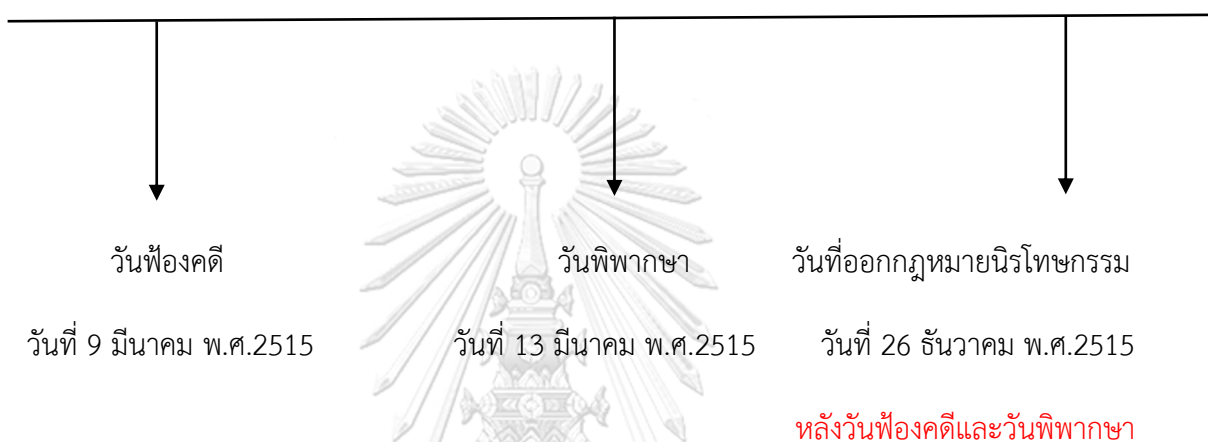 วันฟ้องคดี วันพิพากษา วันที่ออกกฎหมายนิรโทษกรรม
วันที่ 9 มีนาคม พ.ศ.2515 วันที่ 13 มีนาคม พ.ศ.2515 วันที่ 26 ธันวาคม พ.ศ.2515
หลังวันฟ้องคดีและวันพิพากษา